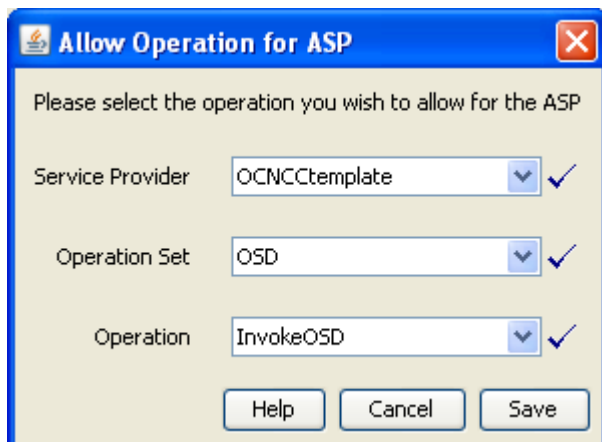 Allow Operation for ASP
Please select the operation you wish to allow for the ASP
Service Provider OCNCCtemplate
Operation Set OSD
Operation InvokeOSD
Help Cancel Save